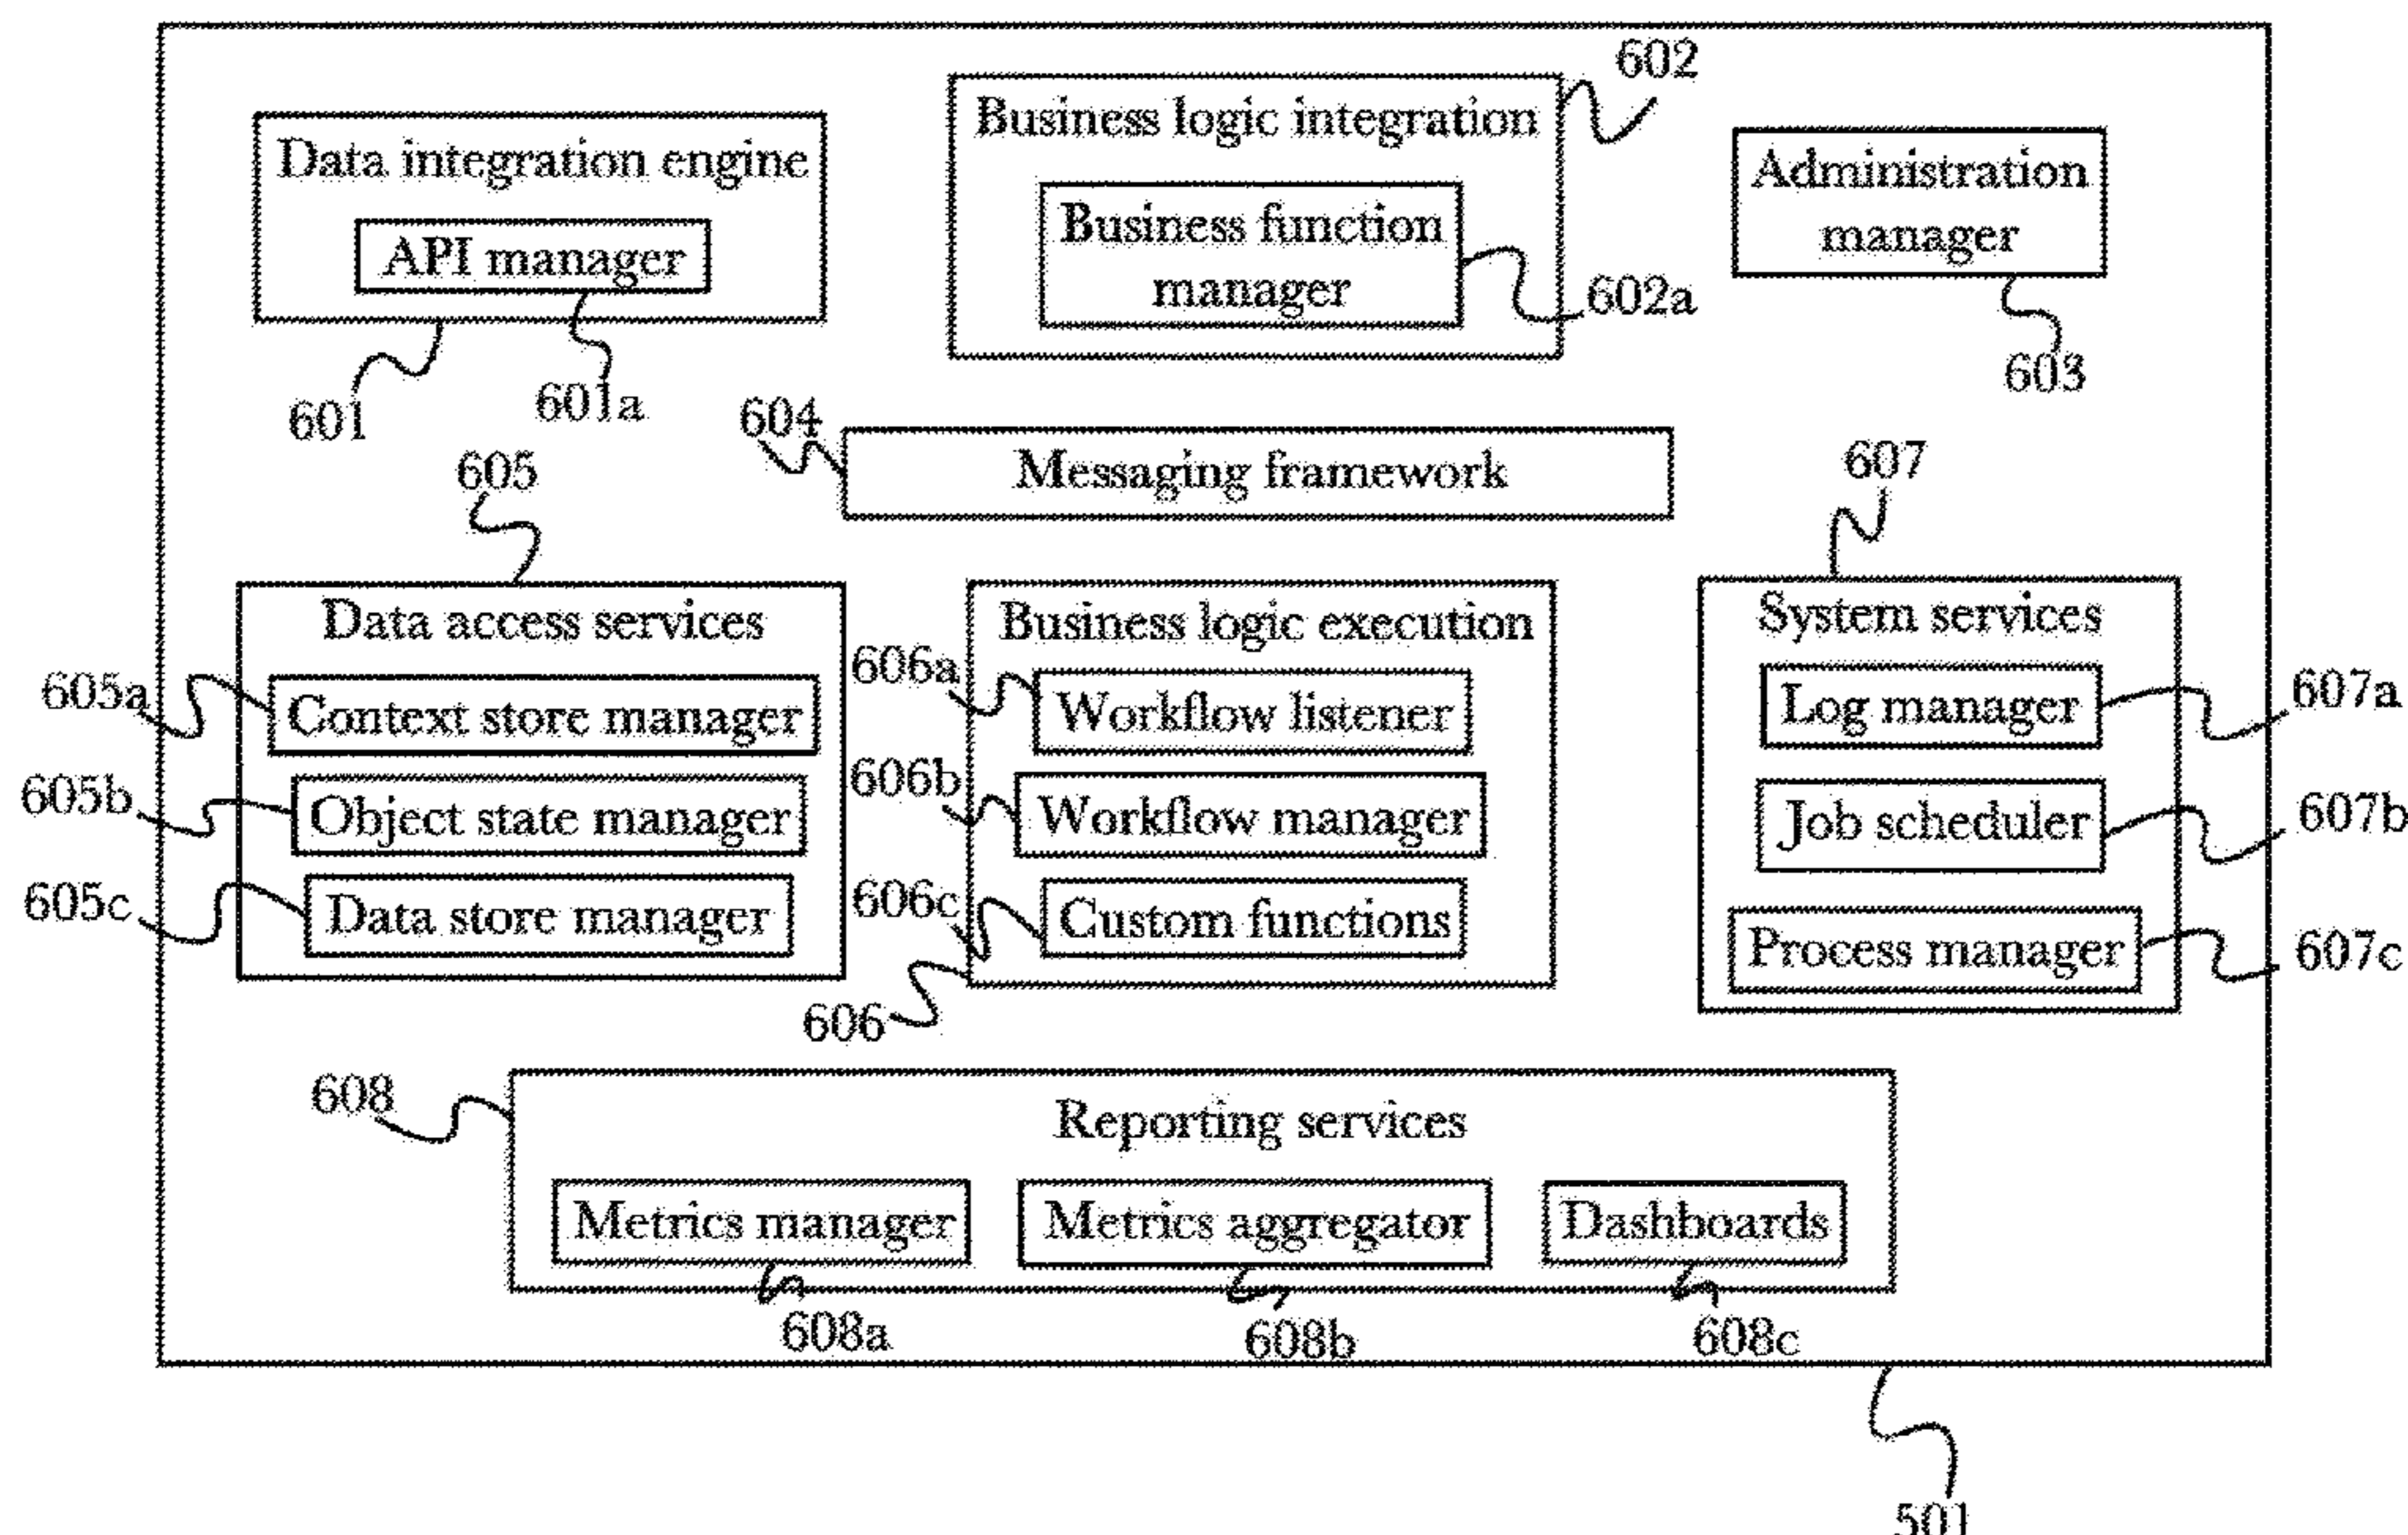 602
Business logic integration
Data integration engine
Administration
manager
Business function
manager
API manager
602a
603
601
601a
604
Messaging framework
605
607
Data access services
Business logic execution
System services
605a
Context store manager
606a
Workflow listener
Log manager
607a
605b
Object state manager
606b
Workflow manager
Job scheduler
607b
605c
Data store manager
606c
Custom functions
Process manager
607c
606
608
Reporting services
Metrics manager
Metrics aggregator
Dashboards
608a
608b
608c
501